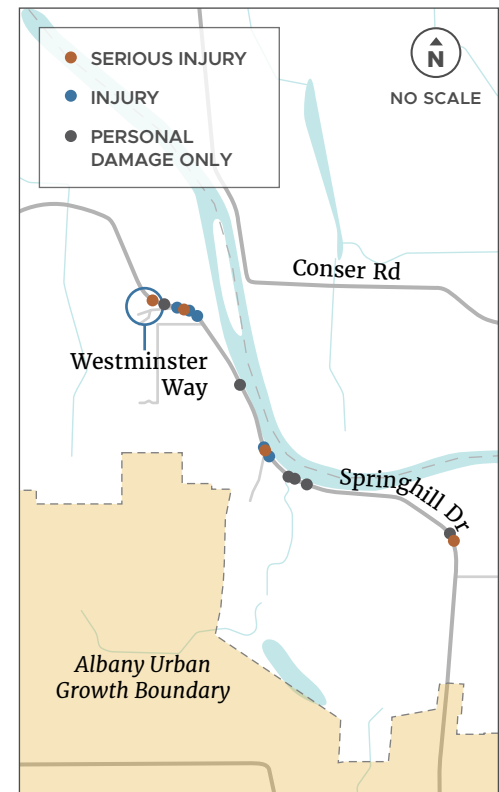 SERIOUS INJURY
INJURY
PERSONAL
DAMAGE ONLY
N
NO SCALE
Conser Rd
Westminster
Way
Springhill Dr
Albany Urban
Growth Boundary